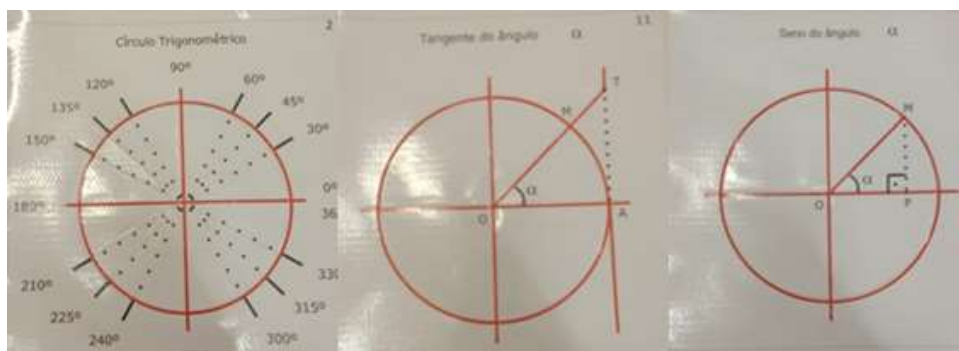 2
Círculo Trigonométrico
90º
120º
60º
135º
45º
150º
30º
180º
0º
36
210º
330
225º
315º
240º
300º
11
Tangente do ângulo α
T
M
α
O
A
Seno do ângulo α
M
α
O
P